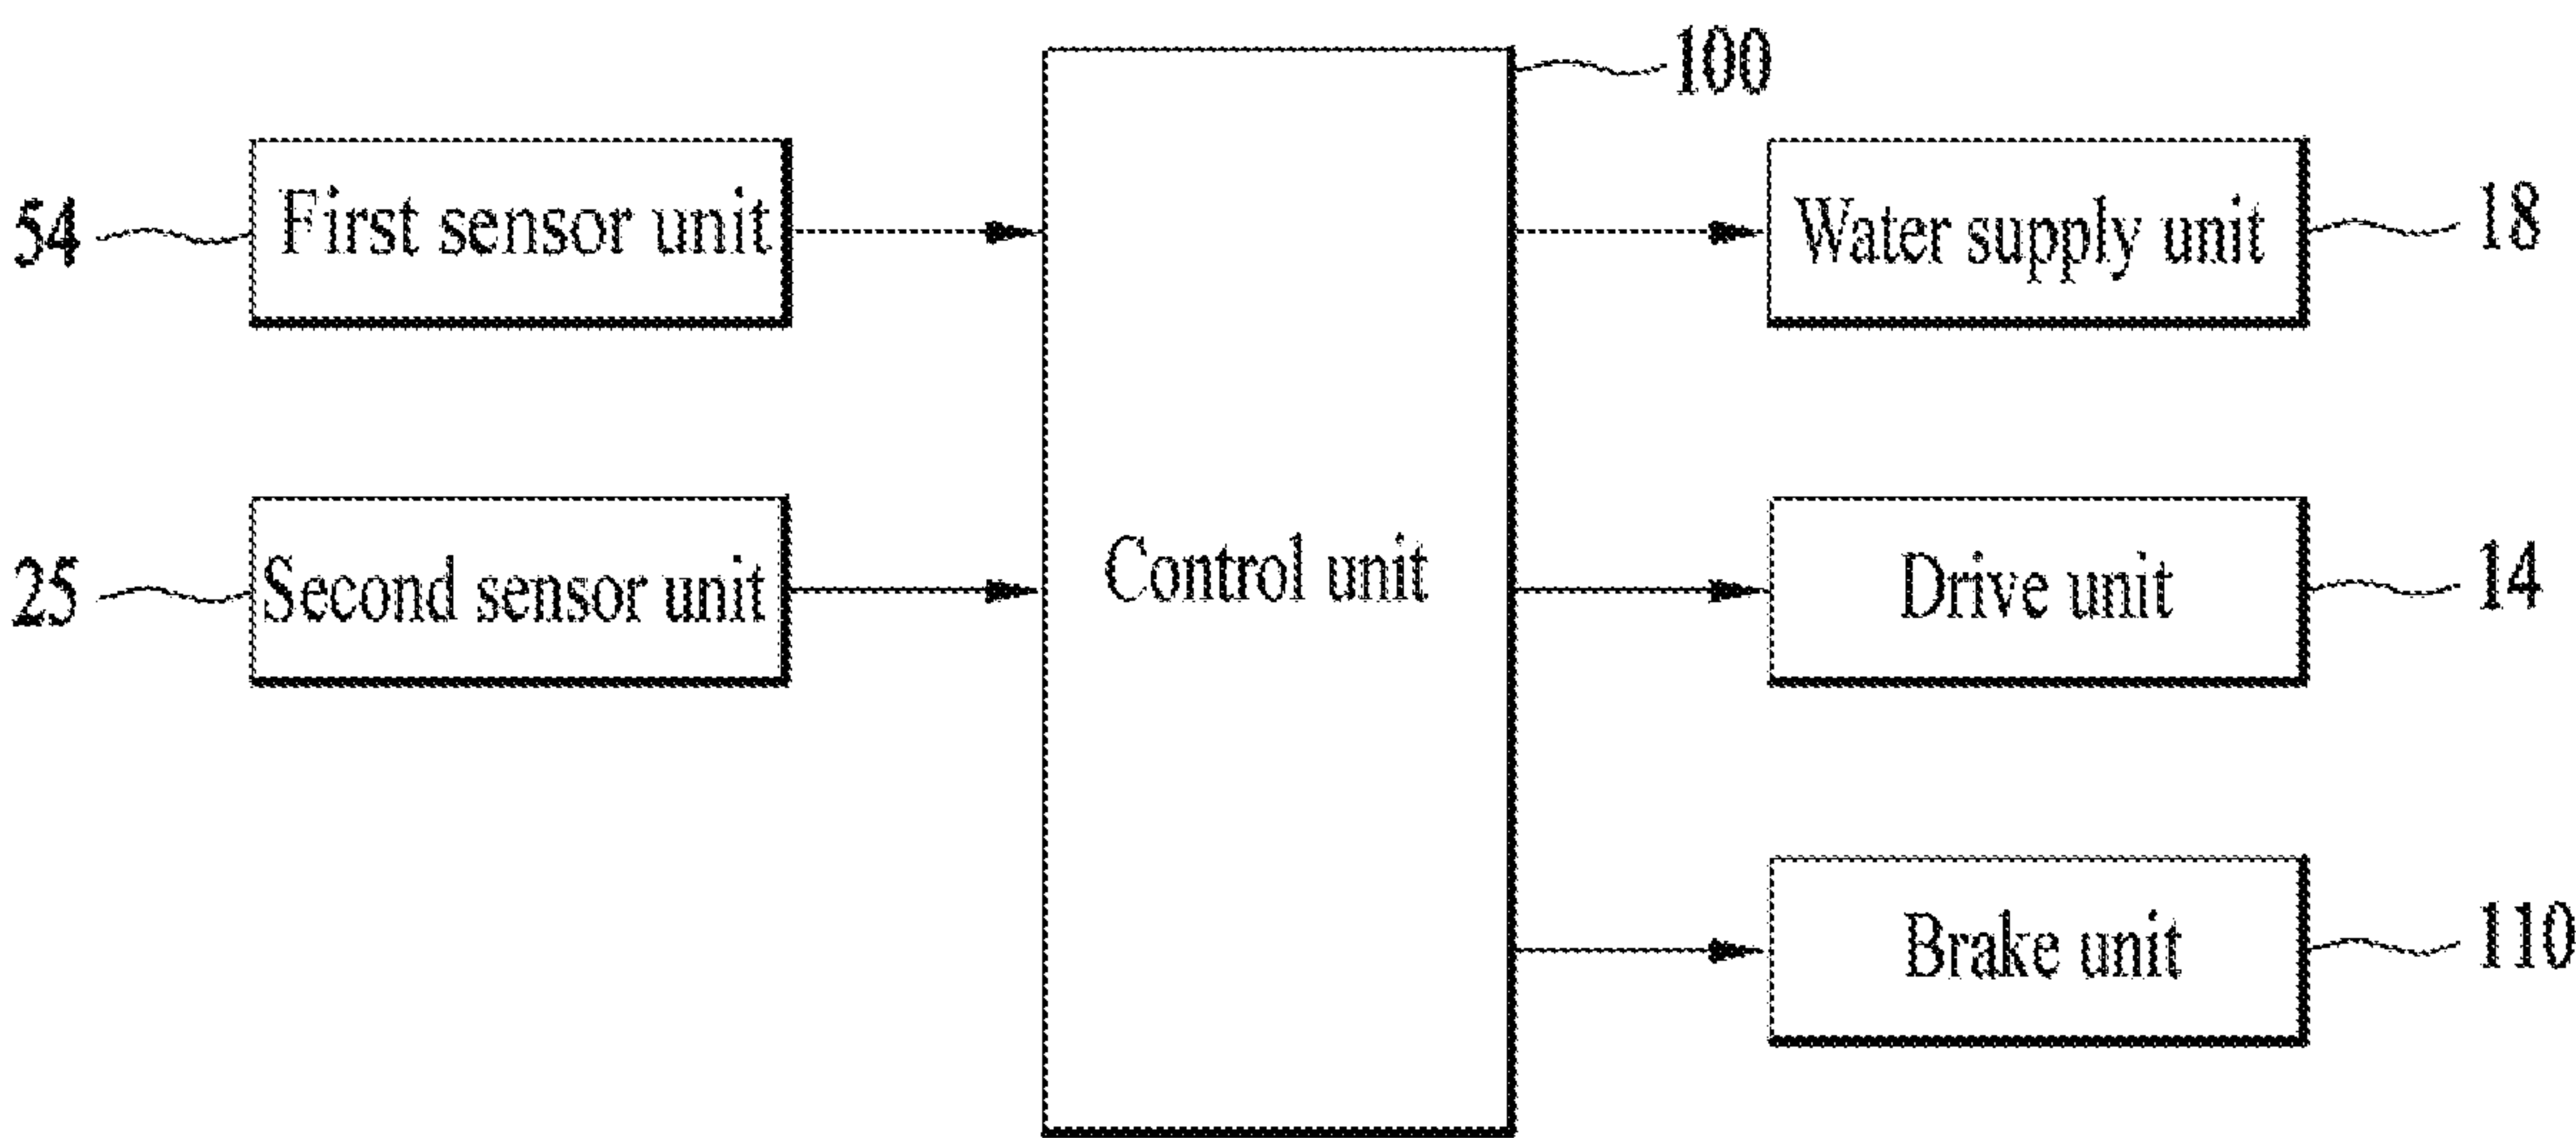 100
54
First sensor unit
Water supply unit
18
25
Second sensor unit
Control unit
Drive unit
14
Brake unit
110